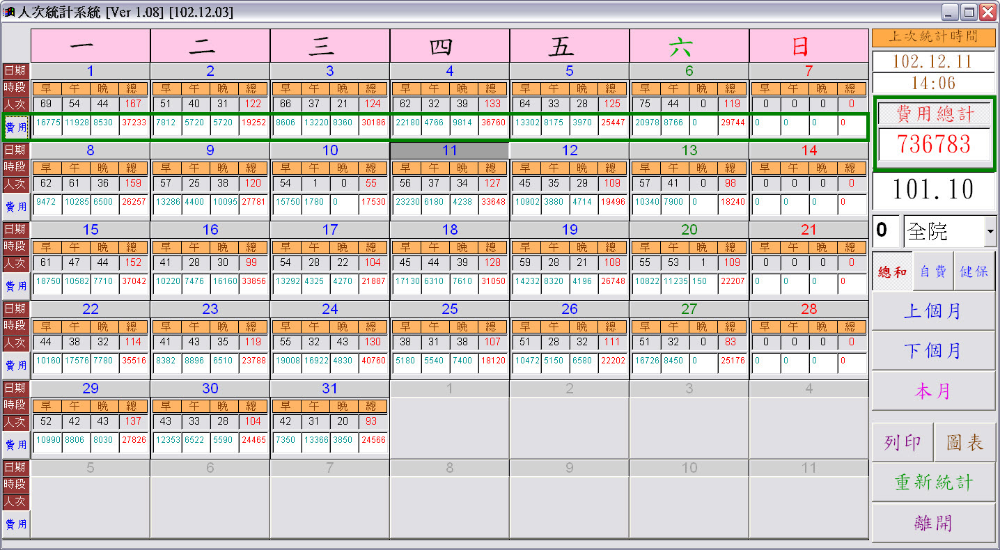 人次統計系統 [Ver 1.08] [102.12.03]
一 二 三 四 五 六 日
日期 1 2 3 4 5 6 7
時段 早 午 晚 總 早 午 晚 總 早 午 晚 總 早 午 晚 總 早 午 晚 總 早 午 晚 總 早 午 晚 總
人次 69 54 44 167 51 40 31 122 66 37 21 124 62 32 39 133 64 33 28 125 75 44 0 119 0 0 0 0
費用 16775 11928 8530 37233 7812 5720 5720 19252 8606 13220 8360 30186 22180 4766 9814 36760 13302 8175 3970 25447 20978 8766 0 29744 0 0 0 0
日期 8 9 10 11 12 13 14
時段 早 午 晚 總 早 午 晚 總 早 午 晚 總 早 午 晚 總 早 午 晚 總 早 午 晚 總 早 午 晚 總
人次 62 61 36 159 57 25 38 120 54 1 0 55 56 37 34 127 45 35 29 109 57 41 0 98 0 0 0 0
費用 9472 10285 6500 26257 13286 4400 10095 27781 15750 1780 0 17530 23230 6180 4238 33648 10902 3880 4714 19496 10340 7900 0 18240 0 0 0 0
日期 15 16 17 18 19 20 21
時段 早 午 晚 總 早 午 晚 總 早 午 晚 總 早 午 晚 總 早 午 晚 總 早 午 晚 總 早 午 晚 總
人次 61 47 44 152 41 28 30 99 54 28 22 104 45 44 39 128 59 28 21 108 55 53 1 109 0 0 0 0
費用 18750 10582 7710 37042 10220 7476 16160 33856 13292 4325 4270 21887 17130 6310 7610 31050 14232 8320 4196 26748 10822 11235 150 22207 0 0 0 0
日期 22 23 24 25 26 27 28
時段 早 午 晚 總 早 午 晚 總 早 午 晚 總 早 午 晚 總 早 午 晚 總 早 午 晚 總 早 午 晚 總
人次 44 38 32 114 41 43 35 119 55 32 43 130 38 31 38 107 51 28 32 111 51 32 0 83 0 0 0 0
費用 10160 17576 7780 35516 8382 8896 6510 23788 19008 16922 4830 40760 5180 5540 7400 18120 10472 5150 6580 22202 16726 8450 0 25176 0 0 0 0
日期 29 30 31 1 2 3 4
時段 早 午 晚 總 早 午 晚 總 早 午 晚 總
人次 52 42 43 137 43 33 28 104 42 31 20 93
費用 10990 8806 8030 27826 12353 6522 5590 24465 7350 13366 3850 24566
日期 5 6 7 8 9 10 11
時段
人次
費用
上次統計時間
102.12.11
14:06
費用總計
736783
101.10
0 全院
總和 自費 健保
上個月
下個月
本月
列印 圖表
重新統計
離開